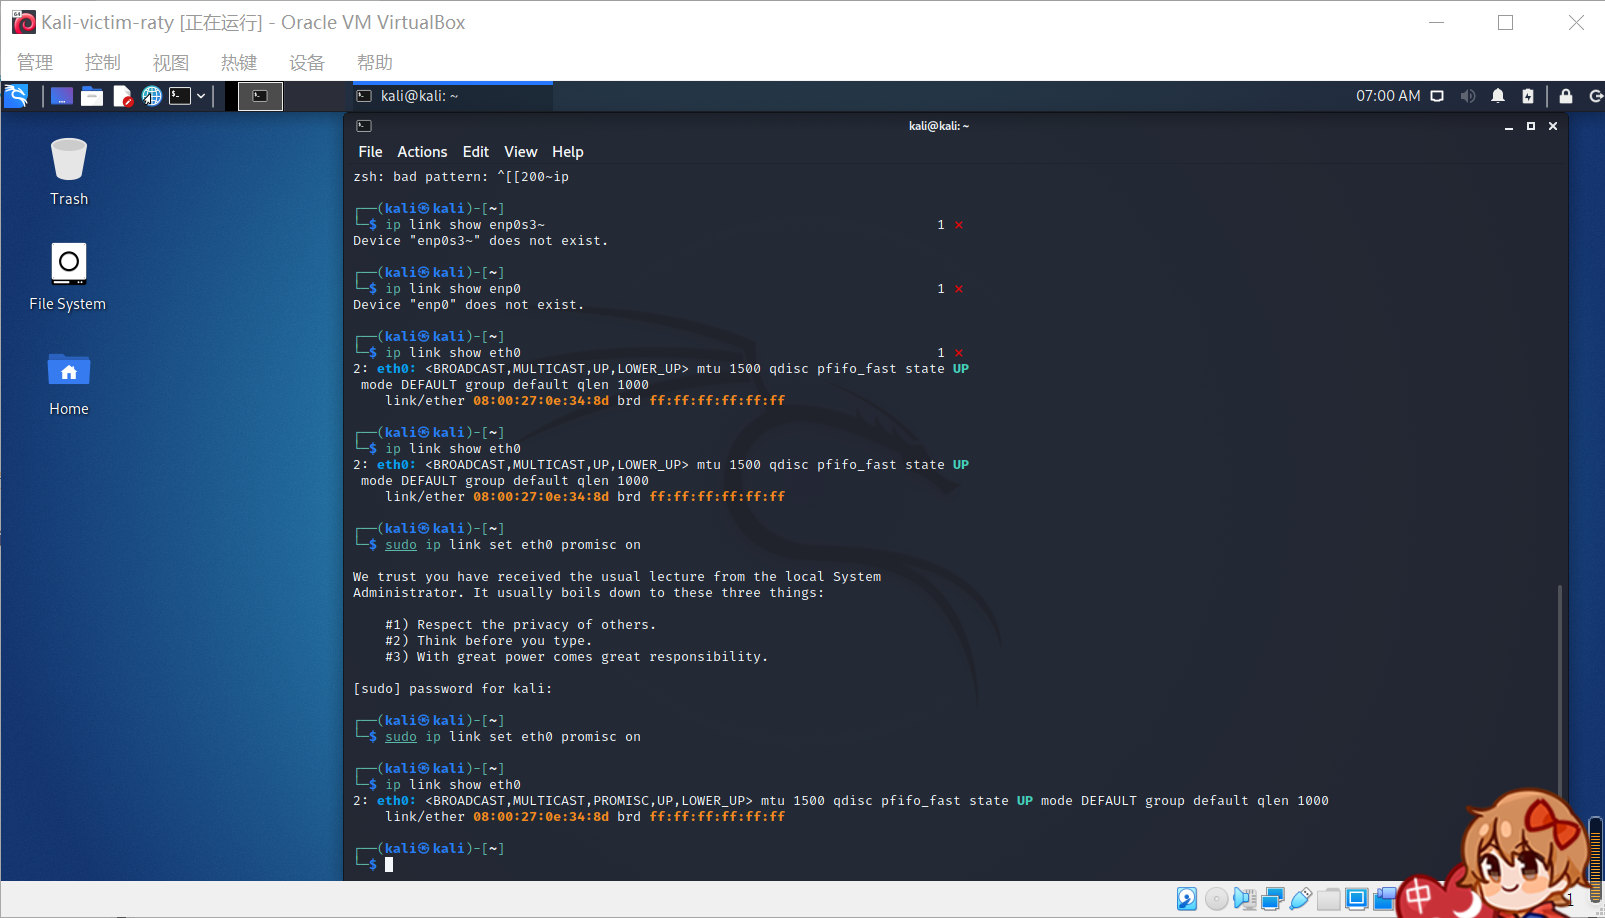 Kali-victim-raty [正在运行] - Oracle VM VirtualBox
管理 控制 视图 热键 设备 帮助
kali@kali: ~
07:00 AM
kali@kali: ~
File Actions Edit View Help
Trash
File System
Home
zsh: bad pattern: ^[[200~ip
┌──(kali㉿kali)-[~]
└─$ ip link show enp0s3~ 1 ⨯
Device "enp0s3~" does not exist.
┌──(kali㉿kali)-[~]
└─$ ip link show enp0 1 ⨯
Device "enp0" does not exist.
┌──(kali㉿kali)-[~]
└─$ ip link show eth0 1 ⨯
2: eth0: <BROADCAST,MULTICAST,UP,LOWER_UP> mtu 1500 qdisc pfifo_fast state UP
mode DEFAULT group default qlen 1000
link/ether 08:00:27:0e:34:8d brd ff:ff:ff:ff:ff:ff
┌──(kali㉿kali)-[~]
└─$ ip link show eth0
2: eth0: <BROADCAST,MULTICAST,UP,LOWER_UP> mtu 1500 qdisc pfifo_fast state UP
mode DEFAULT group default qlen 1000
link/ether 08:00:27:0e:34:8d brd ff:ff:ff:ff:ff:ff
┌──(kali㉿kali)-[~]
└─$ sudo ip link set eth0 promisc on
We trust you have received the usual lecture from the local System
Administrator. It usually boils down to these three things:
#1) Respect the privacy of others.
#2) Think before you type.
#3) With great power comes great responsibility.
[sudo] password for kali:
┌──(kali㉿kali)-[~]
└─$ sudo ip link set eth0 promisc on
┌──(kali㉿kali)-[~]
└─$ ip link show eth0
2: eth0: <BROADCAST,MULTICAST,PROMISC,UP,LOWER_UP> mtu 1500 qdisc pfifo_fast state UP mode DEFAULT group default qlen 1000
link/ether 08:00:27:0e:34:8d brd ff:ff:ff:ff:ff:ff
┌──(kali㉿kali)-[~]
└─$
中